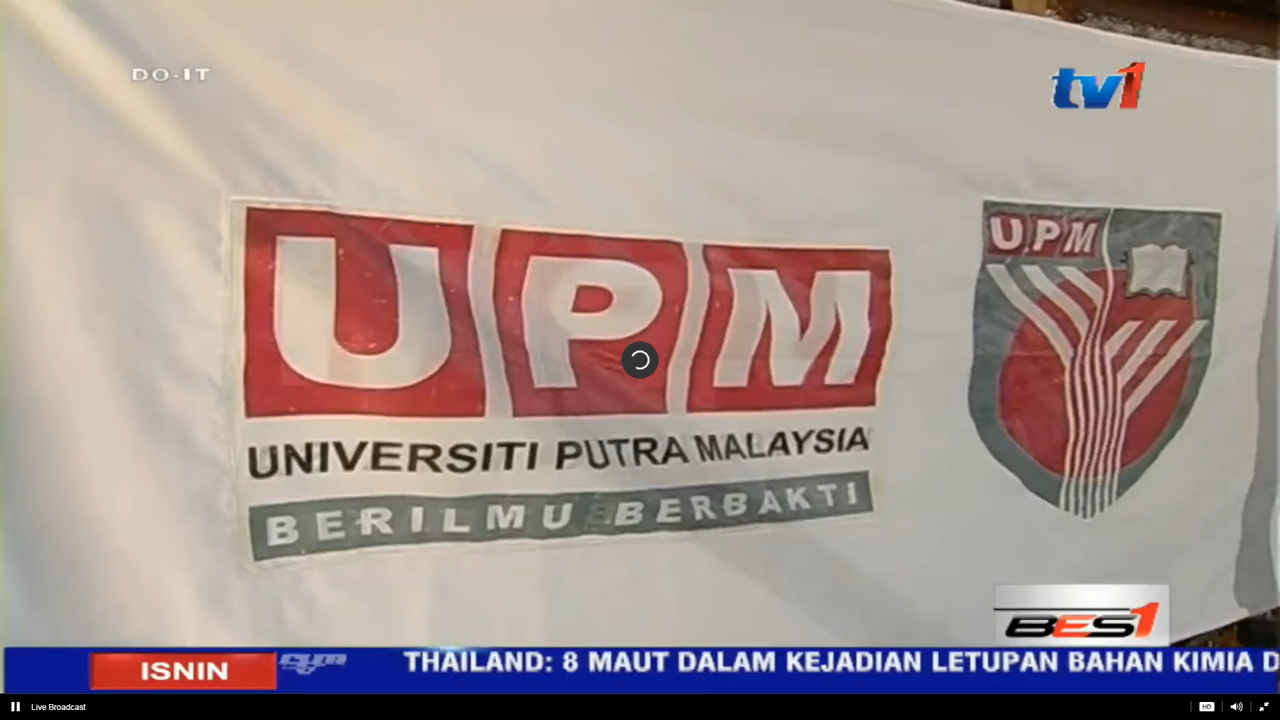 DO-IT
tv1
UPM
UNIVERSITI PUTRA MALAYSIA
BERILMU BERBAKTI
UPM
BES1
ISNIN
THAILAND: 8 MAUT DALAM KEJADIAN LETUPAN BAHAN KIMIA D
Live Broadcast
HD